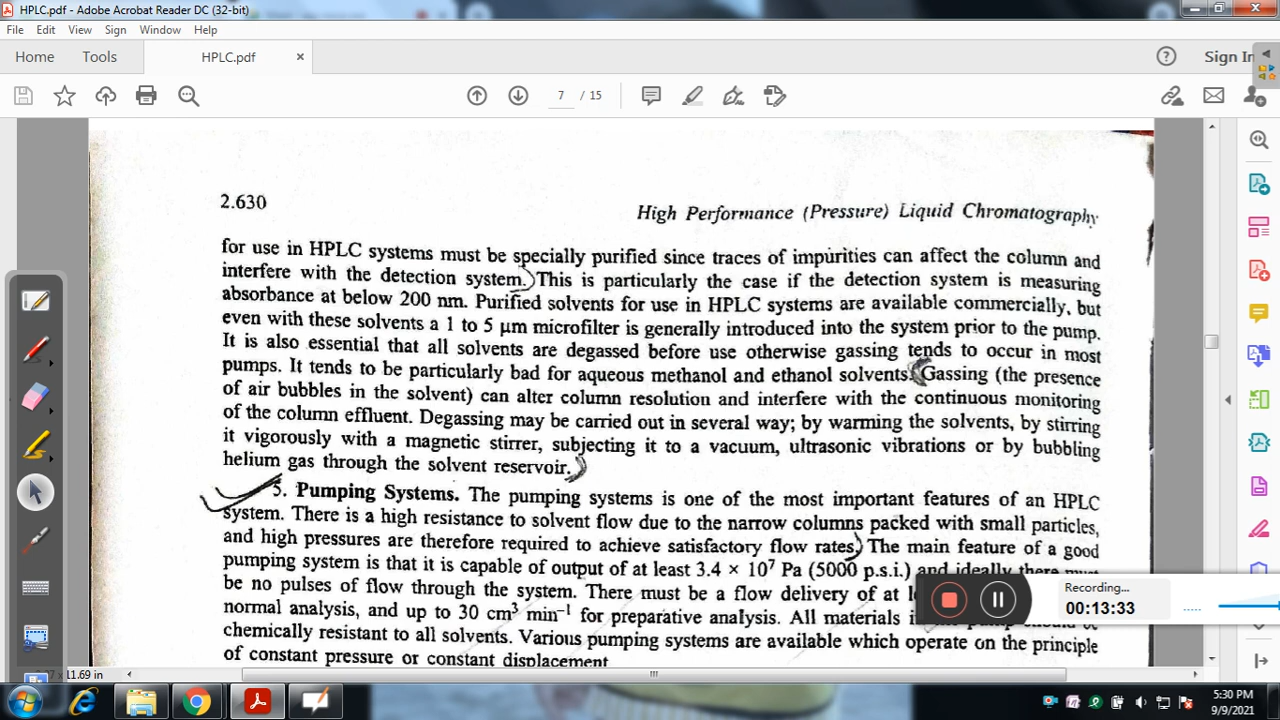 HPLC.pdf - Adobe Acrobat Reader DC (32-bit)
File Edit View Sign Window Help
Home Tools HPLC.pdf × Sign In
7 / 15
2.630
High Performance (Pressure) Liquid Chromatography
for use in HPLC systems must be specially purified since traces of impurities can affect the column and
interfere with the detection system. This is particularly the case if the detection system is measuring
absorbance at below 200 nm. Purified solvents for use in HPLC systems are available commercially, but
even with these solvents a 1 to 5 μm microfilter is generally introduced into the system prior to the pump.
It is also essential that all solvents are degassed before use otherwise gassing tends to occur in most
pumps. It tends to be particularly bad for aqueous methanol and ethanol solvents. Gassing (the presence
of air bubbles in the solvent) can alter column resolution and interfere with the continuous monitoring
of the column effluent. Degassing may be carried out in several way; by warming the solvents, by stirring
it vigorously with a magnetic stirrer, subjecting it to a vacuum, ultrasonic vibrations or by bubbling
helium gas through the solvent reservoir.
5. Pumping Systems. The pumping systems is one of the most important features of an HPLC
system. There is a high resistance to solvent flow due to the narrow columns packed with small particles,
and high pressures are therefore required to achieve satisfactory flow rates. The main feature of a good
pumping system is that it is capable of output of at least 3.4 × 10⁷ Pa (5000 p.s.i.) and ideally there must
be no pulses of flow through the system. There must be a flow delivery of at
normal analysis, and up to 30 cm³ min⁻¹ for preparative analysis. All materials
chemically resistant to all solvents. Various pumping systems are available which operate on the principle
of constant pressure or constant displacement
Recording...
00:13:33
x 11.69 in
5:30 PM
9/9/2021